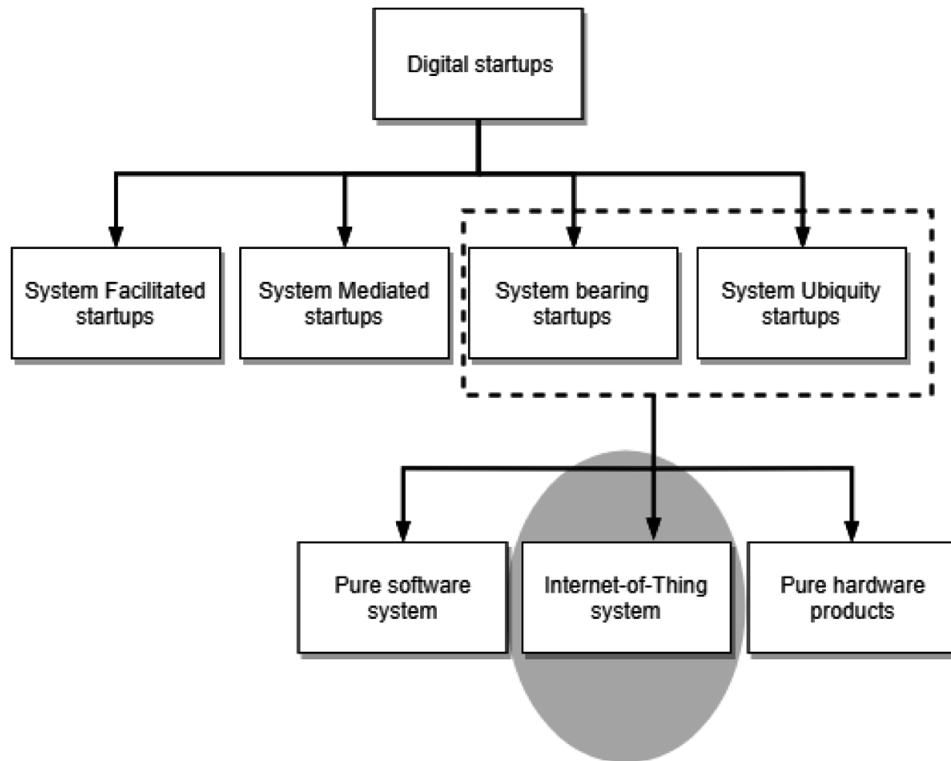 Digital startups
System Facilitated
startups
System Mediated
startups
System bearing
startups
System Ubiquity
startups
Pure software
system
Internet-of-Thing
system
Pure hardware
products